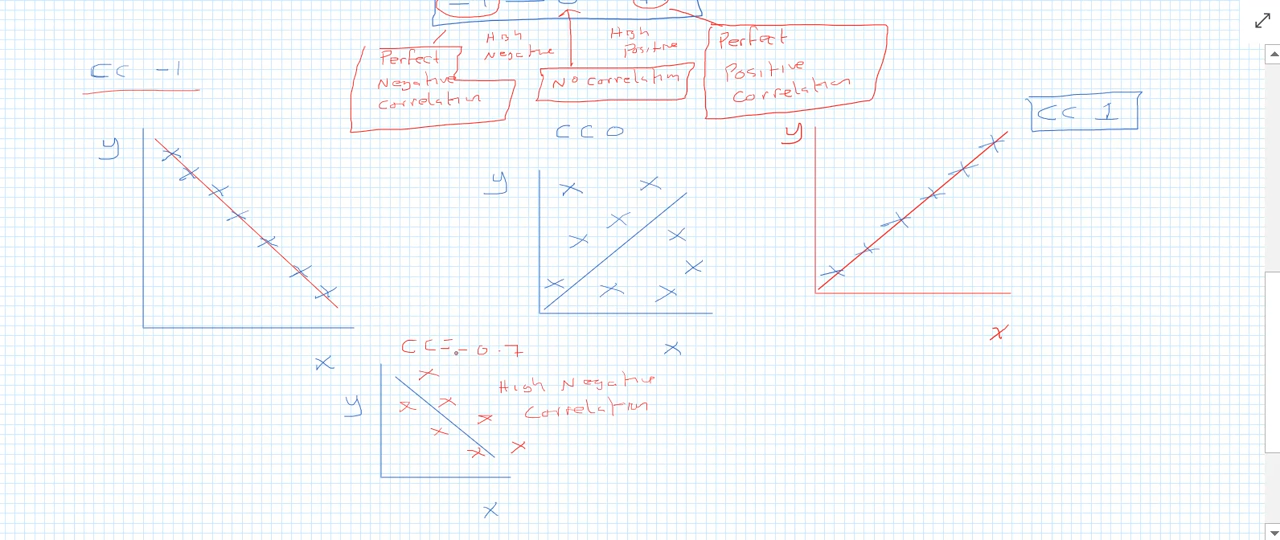 -1
High
Negative
High
Positive
Perfect
Negative
Correlation
No Correlation
Perfect
Positive
Correlation
CC -1
CC 0
CC 1
y
x
y
x
y
x
CC=-0.7
High Negative
Correlation
y
x